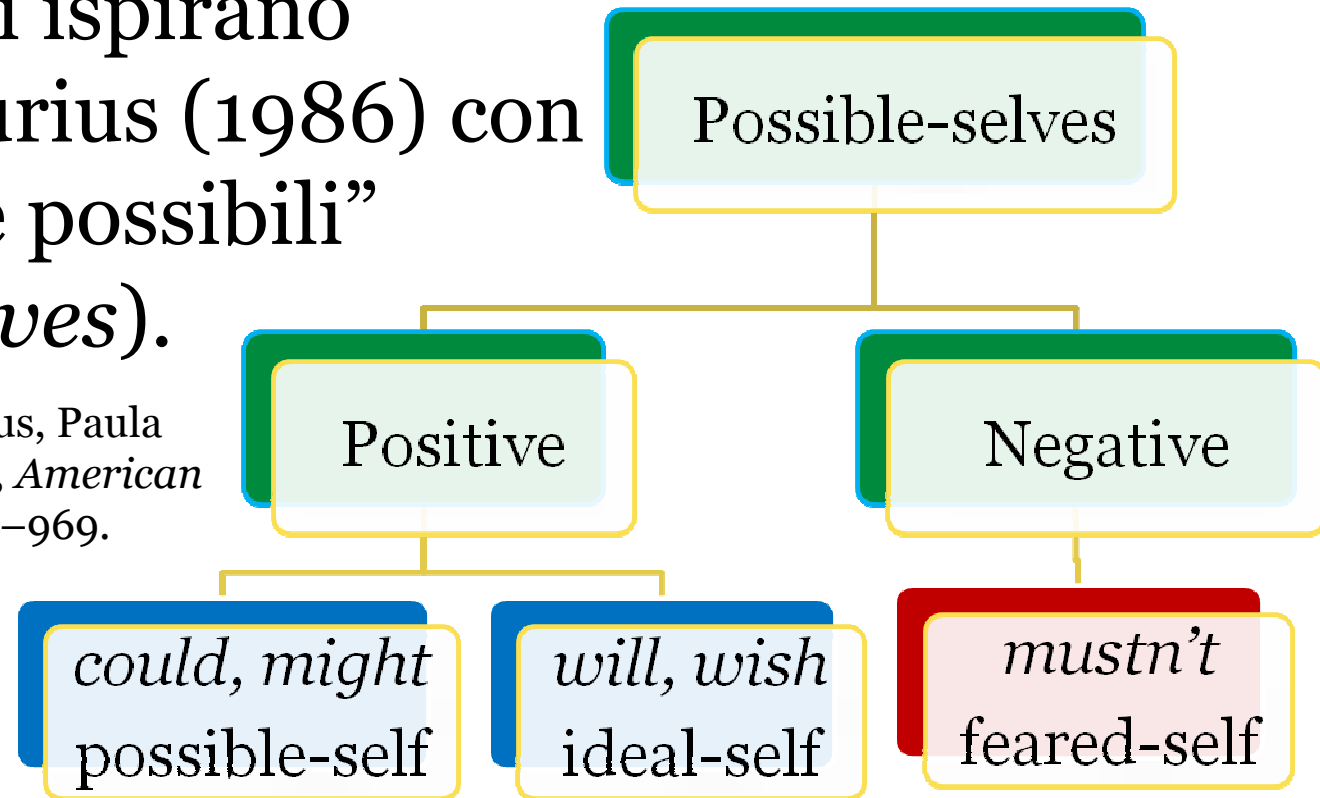 i ispirano
urius (1986) con
e possibili”
ves).
us, Paula
, American
–969.
Possible-selves
Positive
Negative
could, might
possible-self
will, wish
ideal-self
mustn’t
feared-self